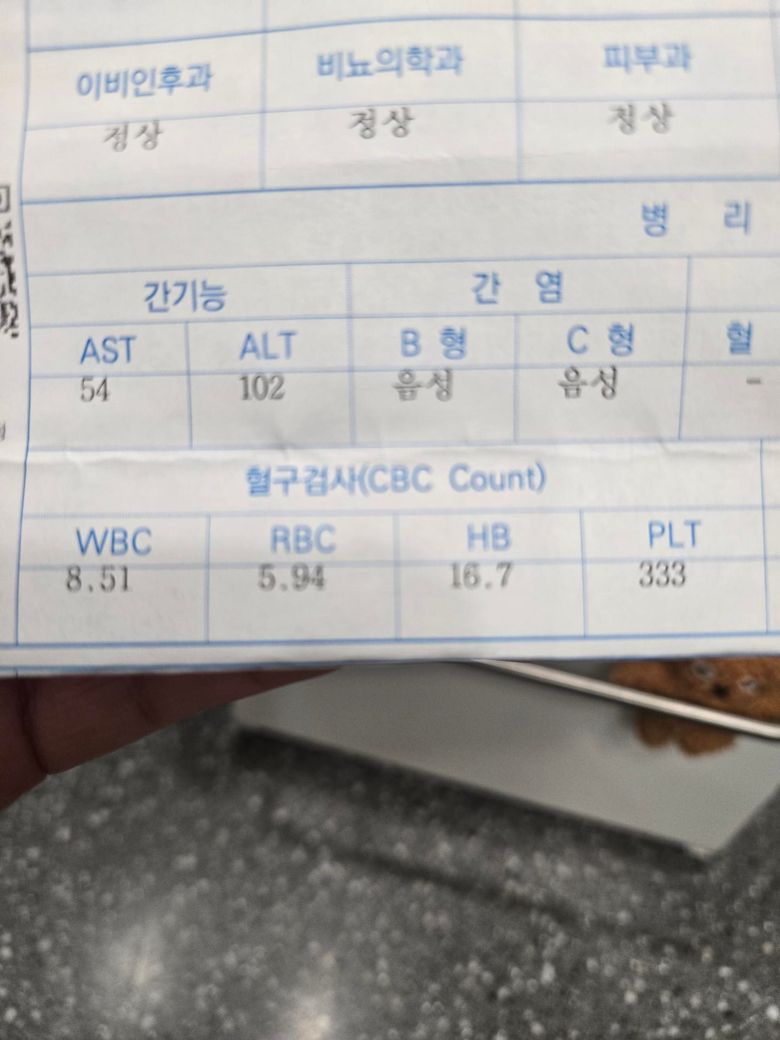 이비인후과 비뇨의학과 피부과
정상 정상 정상
병 리
간기능 간 염
AST ALT B 형 C 형 혈
54 102 음성 음성 -
혈구검사(CBC Count)
WBC RBC HB PLT
8.51 5.94 16.7 333